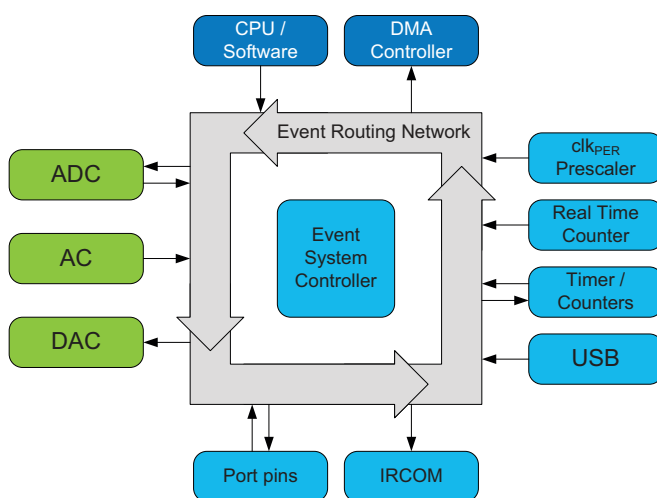 CPU /
Software
DMA
Controller
Event Routing Network
ADC
clkPER
Prescaler
Real Time
Counter
AC
Event
System
Controller
Timer /
Counters
DAC
USB
Port pins
IRCOM